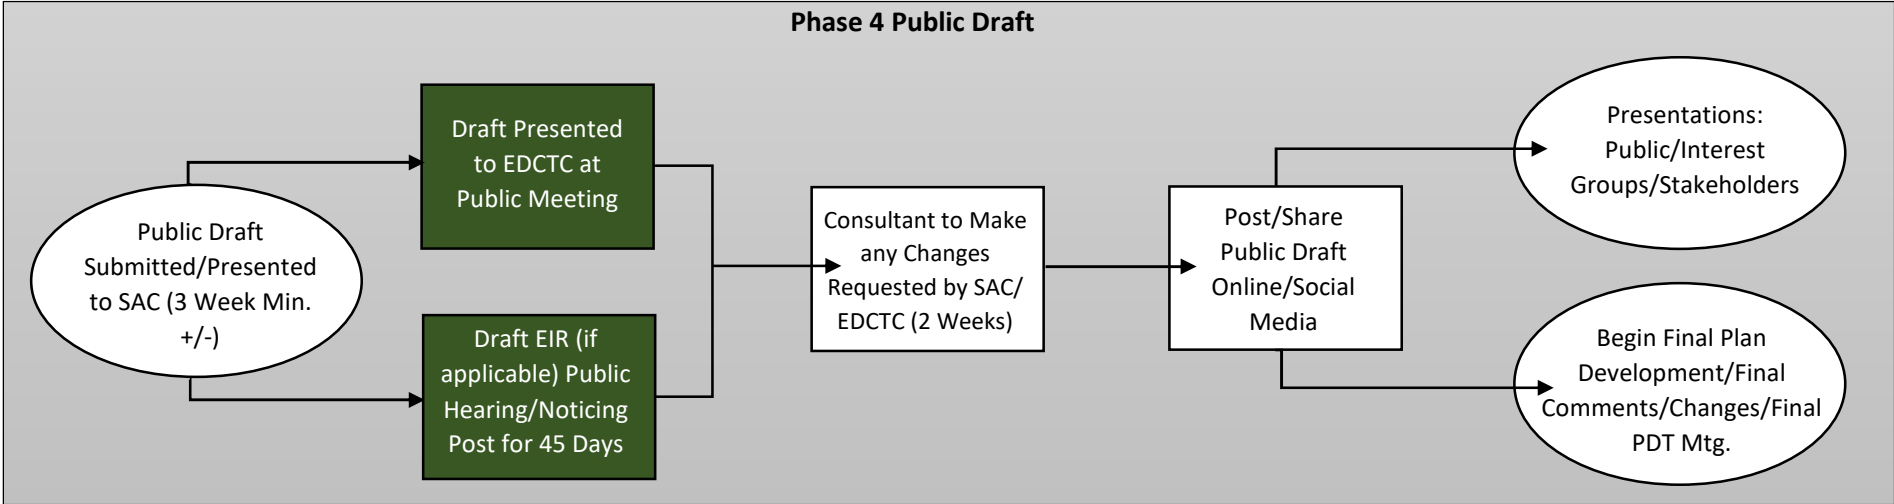 Phase 4 Public Draft
Public Draft
Submitted/Presented
to SAC (3 Week Min.
+/-)
Draft Presented
to EDCTC at
Public Meeting
Draft EIR (if
applicable) Public
Hearing/Noticing
Post for 45 Days
Consultant to Make
any Changes
Requested by SAC/
EDCTC (2 Weeks)
Post/Share
Public Draft
Online/Social
Media
Presentations:
Public/Interest
Groups/Stakeholders
Begin Final Plan
Development/Final
Comments/Changes/Final
PDT Mtg.